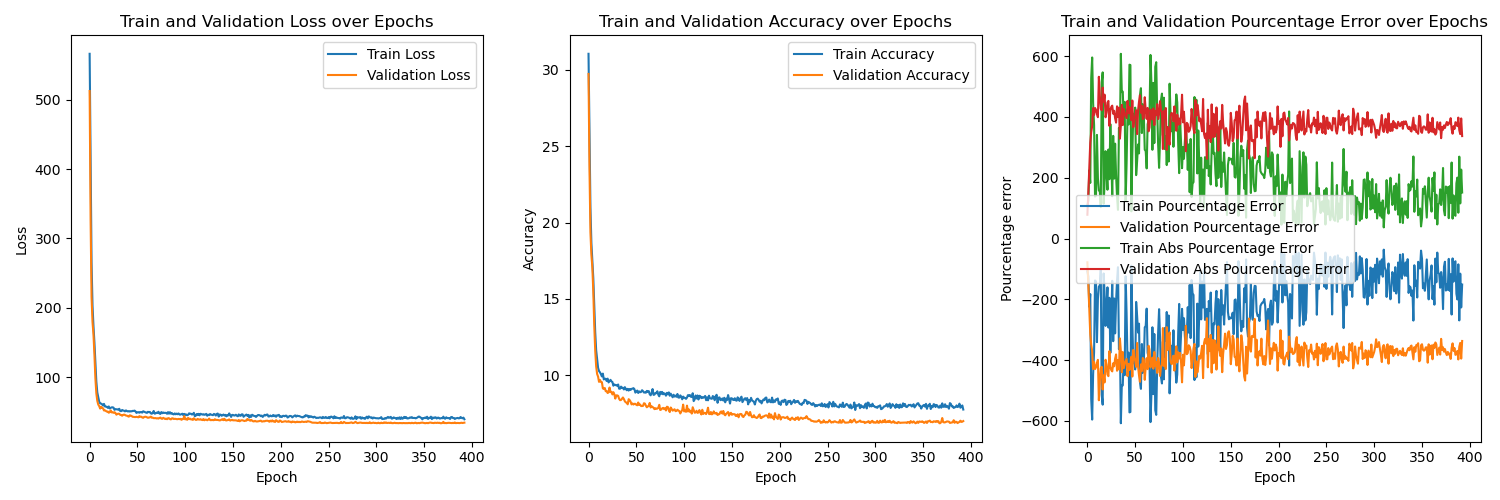 Train and Validation Loss over Epochs
Train Loss
Validation Loss
Loss
500
400
300
200
100
0
50
100
150
200
250
300
350
400
Epoch
Train and Validation Accuracy over Epochs
Train Accuracy
Validation Accuracy
Accuracy
30
25
20
15
10
0
50
100
150
200
250
300
350
400
Epoch
Train and Validation Pourcentage Error over Epochs
Train Pourcentage Error
Validation Pourcentage Error
Train Abs Pourcentage Error
Validation Abs Pourcentage Error
Pourcentage error
600
400
200
0
−200
−400
−600
0
50
100
150
200
250
300
350
400
Epoch